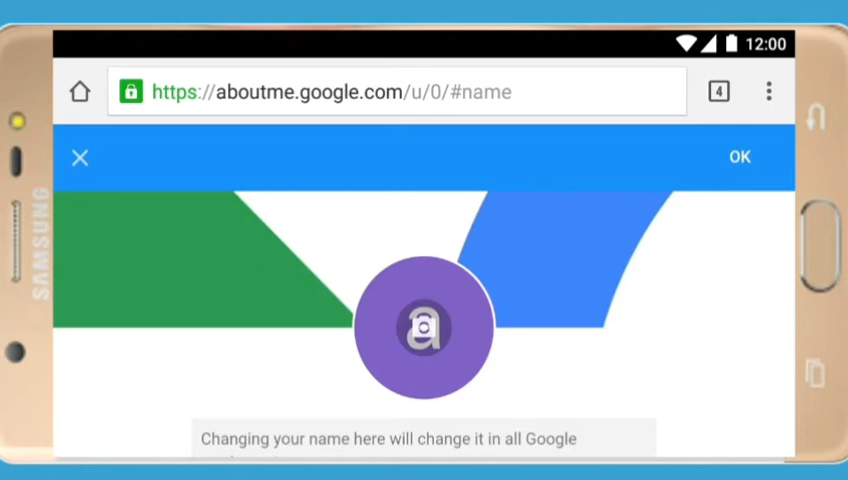 12:00
https://aboutme.google.com/u/0/#name
4
OK
SAMSUNG
a
Changing your name here will change it in all Google